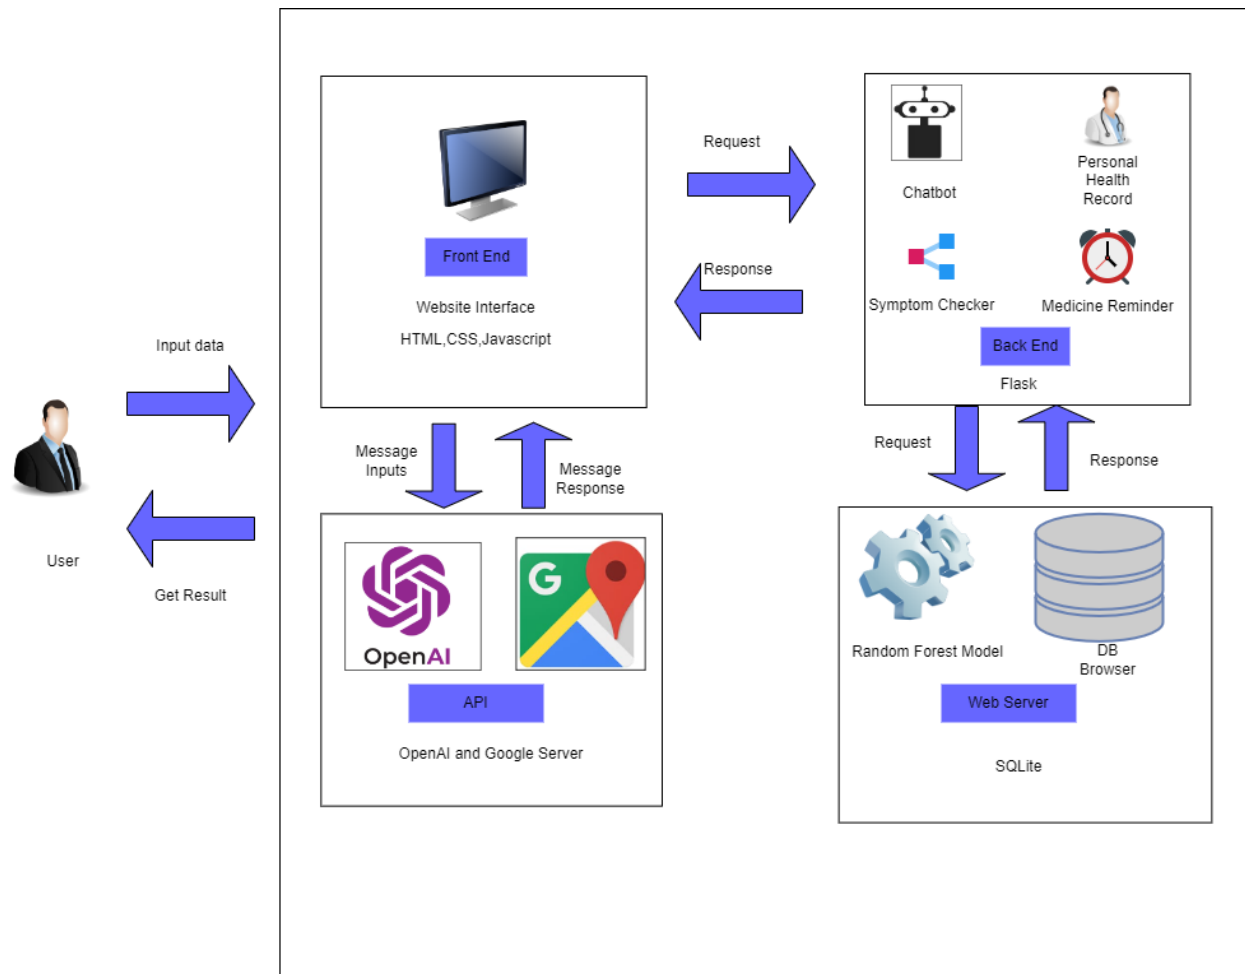 Input data
User
Get Result
Front End
Website Interface
HTML,CSS,Javascript
Request
Response
Chatbot
Personal
Health
Record
Symptom Checker
Medicine Reminder
Back End
Flask
Message
Inputs
Message
Response
Request
Response
OpenAI
G
API
OpenAI and Google Server
Random Forest Model
DB
Browser
Web Server
SQLite